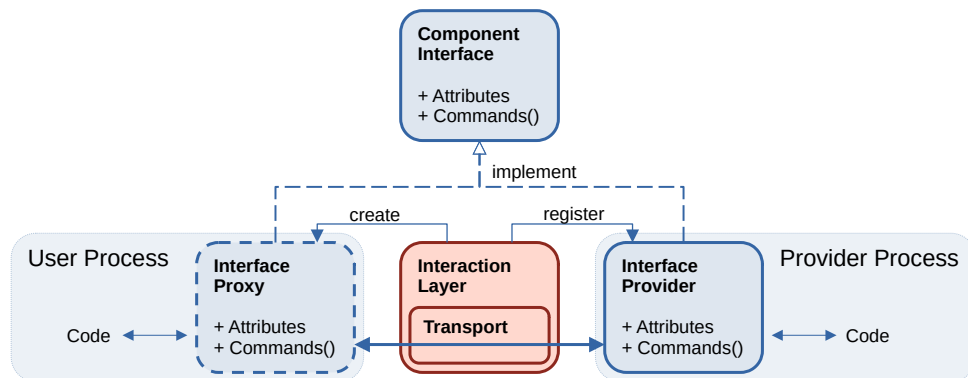 Component
Interface
+ Attributes
+ Commands()
implement
create
register
User Process
Interface
Proxy
+ Attributes
+ Commands()
Code
Interaction
Layer
Transport
Interface
Provider
+ Attributes
+ Commands()
Provider Process
Code